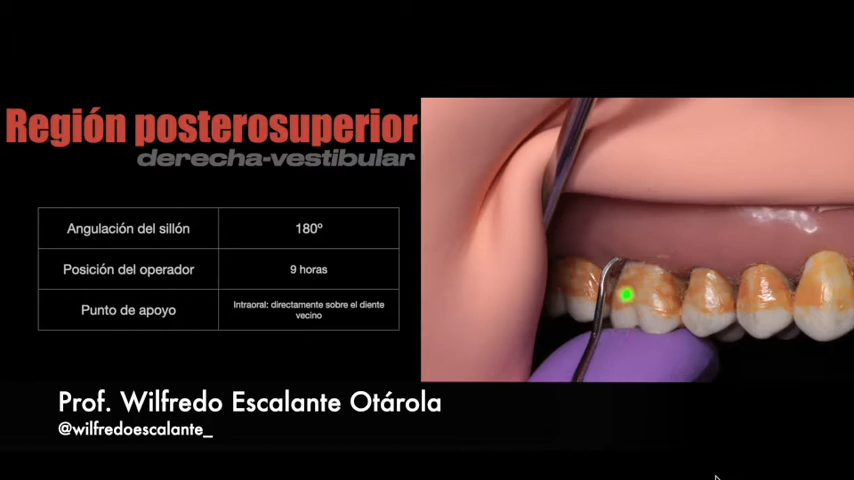 Región posterosuperior
derecha-vestibular
Angulación del sillón 180º
Posición del operador 9 horas
Punto de apoyo Intraoral: directamente sobre el diente
vecino
Prof. Wilfredo Escalante Otárola
@wilfredoescalante_